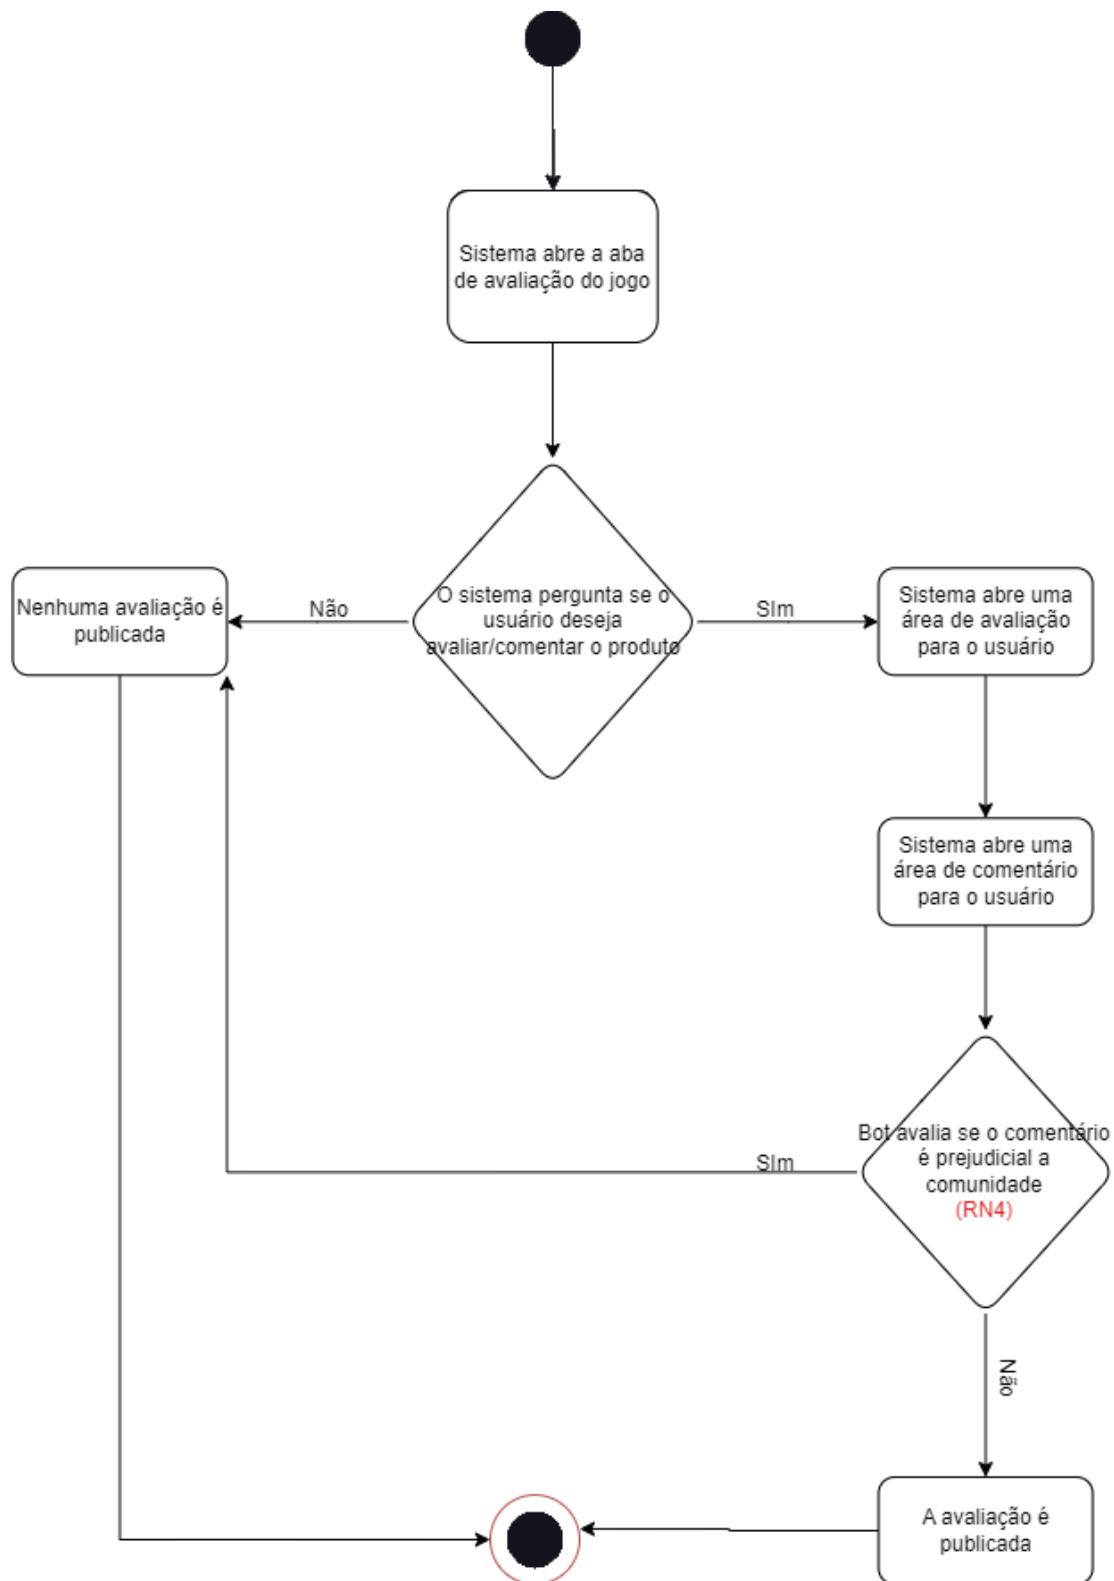 Sistema abre a aba
de avaliação do jogo
O sistema pergunta se o
usuário deseja
avaliar/comentar o produto
Não
Nenhuma avaliação é
publicada
SIm
Sistema abre uma
área de avaliação
para o usuário
Sistema abre uma
área de comentário
para o usuário
Bot avalia se o comentário
é prejudicial a
comunidade
(RN4)
SIm
Não
A avaliação é
publicada